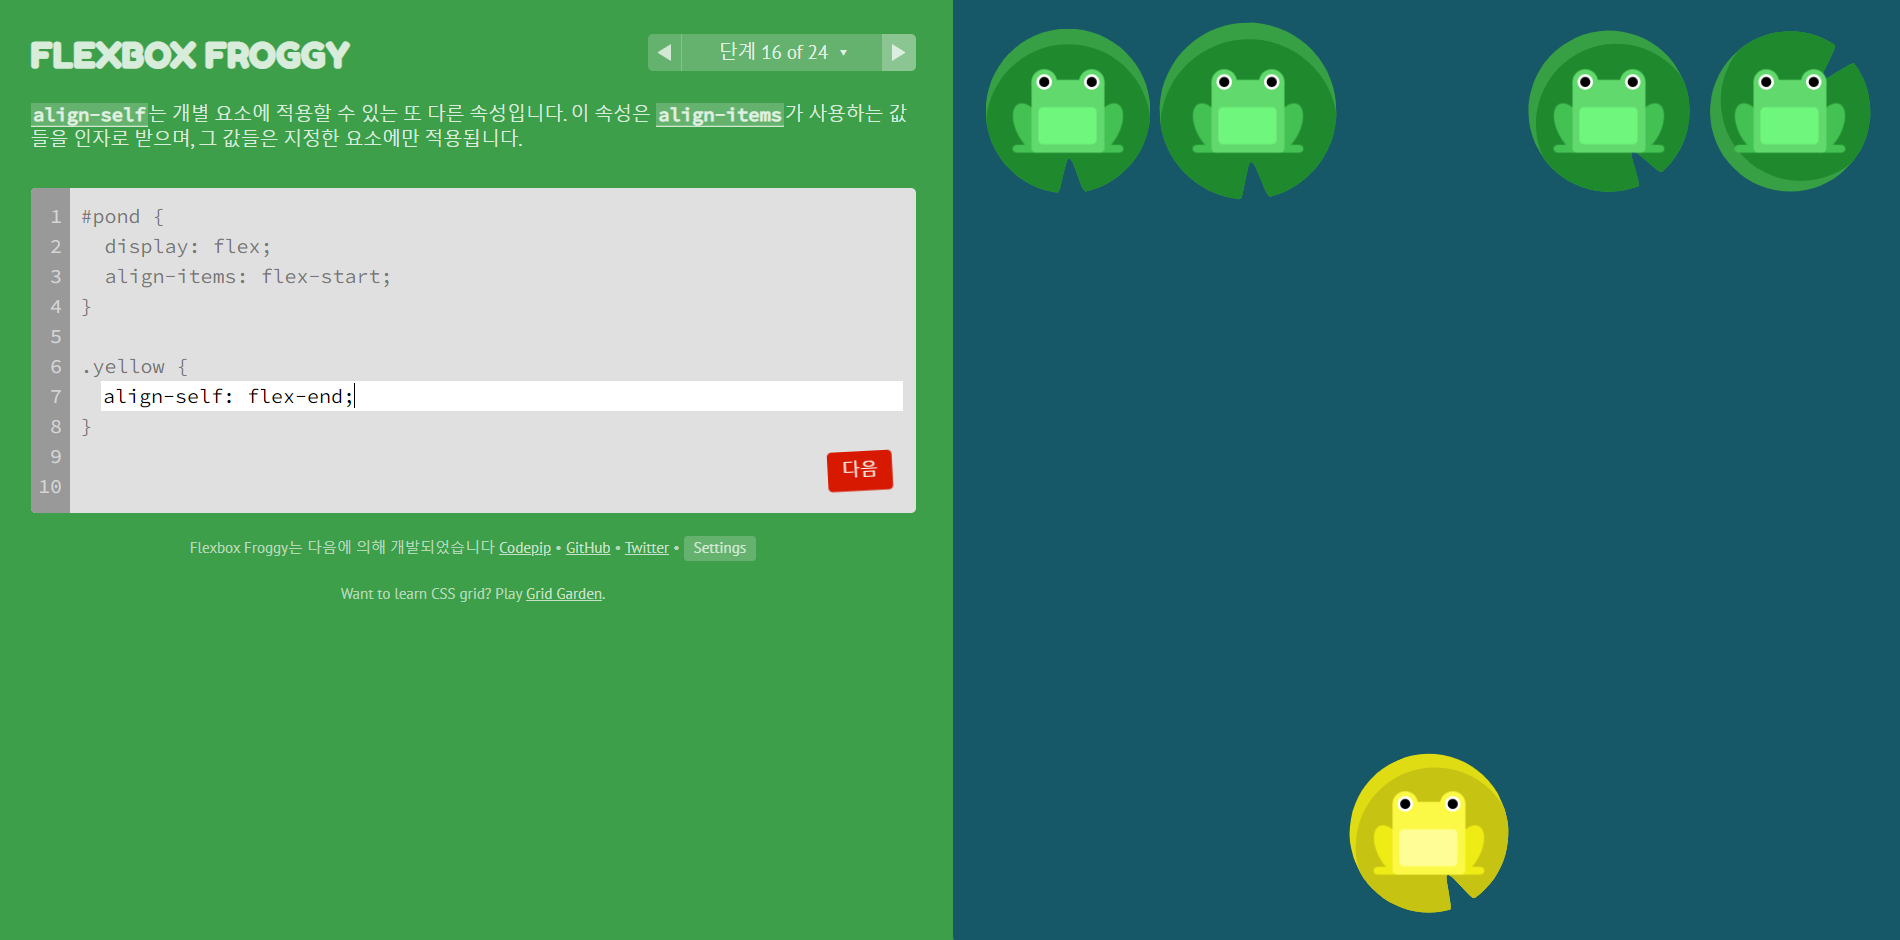 FLEXBOX FROGGY
◀ 단계 16 of 24 ▾ ▶
align-self는 개별 요소에 적용할 수 있는 또 다른 속성입니다. 이 속성은 align-items가 사용하는 값
들을 인자로 받으며, 그 값들은 지정한 요소에만 적용됩니다.
1 #pond {
2 display: flex;
3 align-items: flex-start;
4 }
5
6 .yellow {
7 align-self: flex-end;
8 }
9
10
다음
Flexbox Froggy는 다음에 의해 개발되었습니다 Codepip • GitHub • Twitter • Settings
Want to learn CSS grid? Play Grid Garden.